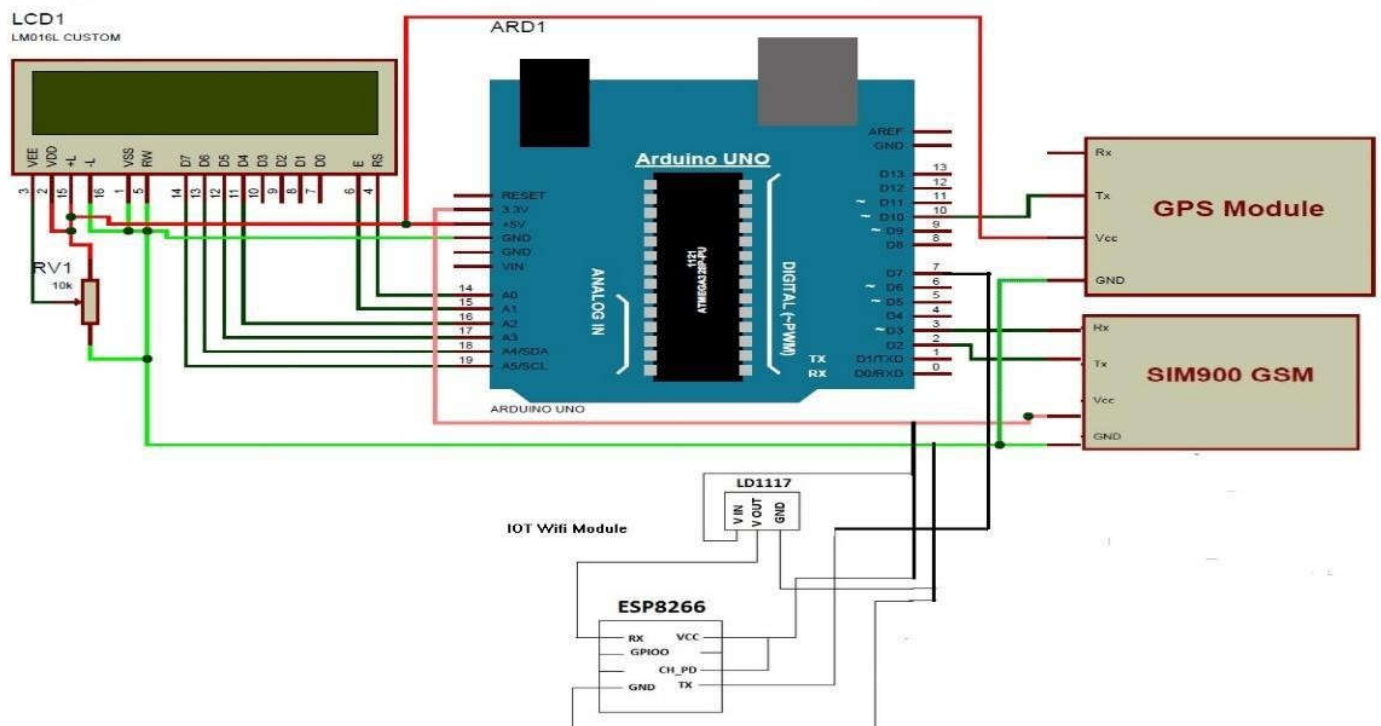 LCD1
LM016L CUSTOM
VEE
VDD
+L
-L
VSS
RW
D7
D6
D5
D4
D3
D2
D1
D0
E
RS
3
2
15
16
1
5
14
13
12
11
10
9
8
7
6
4
RV1
10k
ARD1
Arduino UNO
RESET
3.3V
+5V
GND
GND
VIN
14 A0
15 A1
16 A2
17 A3
18 A4/SDA
19 A5/SCL
ANALOG IN
1121
ATMEGA328P-PU
DIGITAL (~PWM)
AREF
GND
D13 13
D12 12
~ D11 11
~ D10 10
~ D9 9
D8 8
D7 7
~ D6 6
~ D5 5
D4 4
~ D3 3
D2 2
TX D1/TXD 1
RX D0/RXD 0
ARDUINO UNO
Rx
Tx
Vcc
GND
GPS Module
Rx
Tx
Vcc
GND
SIM900 GSM
LD1117
V IN
V OUT
GND
IOT Wifi Module
ESP8266
RX VCC
GPIOO
CH_PD
GND TX